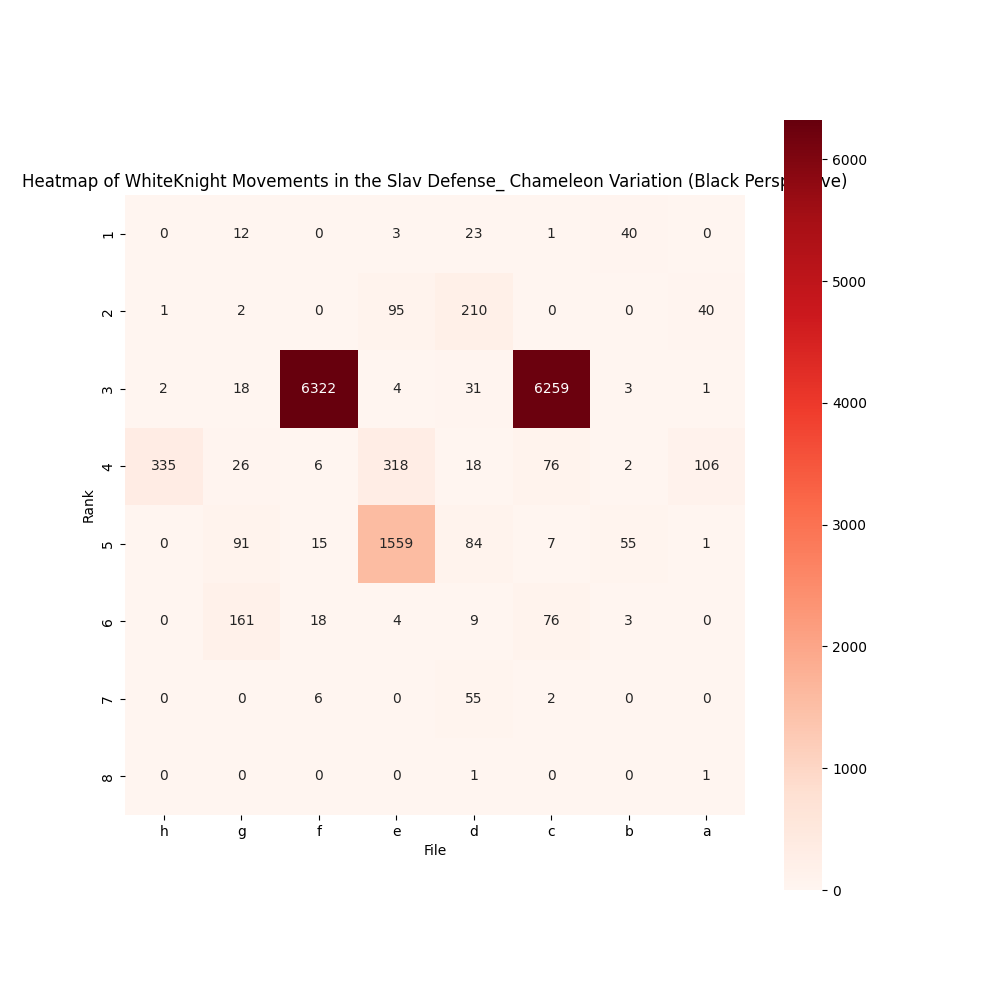 Heatmap of WhiteKnight Movements in the Slav Defense_ Chameleon Variation (Black Persp ve)
1 0 12 0 3 23 1 40 0
2 1 2 0 95 210 0 0 40
3 2 18 6322 4 31 6259 3 1
4 335 26 6 318 18 76 2 106
5 0 91 15 1559 84 7 55 1
6 0 161 18 4 9 76 3 0
7 0 0 6 0 55 2 0 0
8 0 0 0 0 1 0 0 1
h g f e d c b a
File
Rank
6000
5000
4000
3000
2000
1000
0